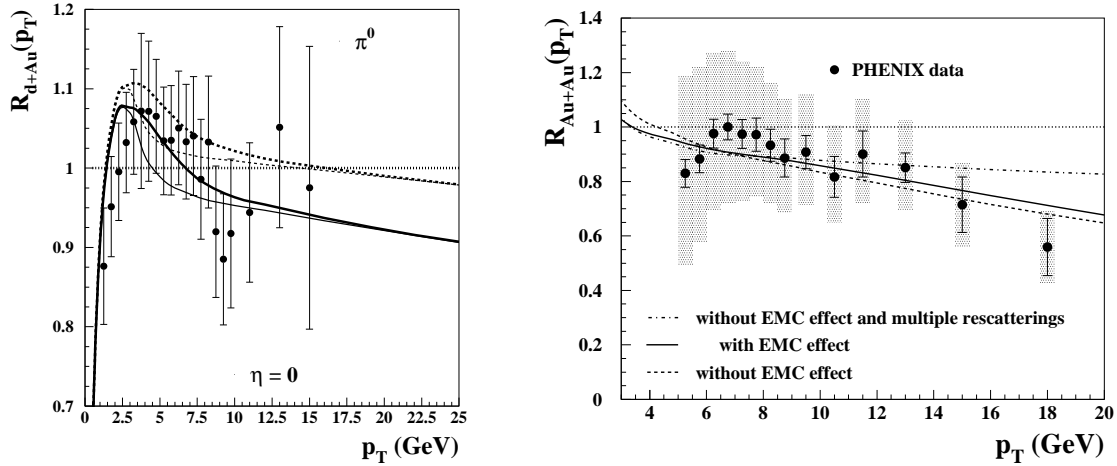 R_{d+Au}(p_T)
1.2
1.1
1
0.9
0.8
0.7
π^0
η = 0
0 2.5 5 7.5 10 12.5 15 17.5 20 22.5 25
p_T (GeV)
R_{Au+Au}(p_T)
1.4
1.2
1
0.8
0.6
0.4
0.2
0
PHENIX data
without EMC effect and multiple rescatterings
with EMC effect
without EMC effect
4 6 8 10 12 14 16 18 20
p_T (GeV)